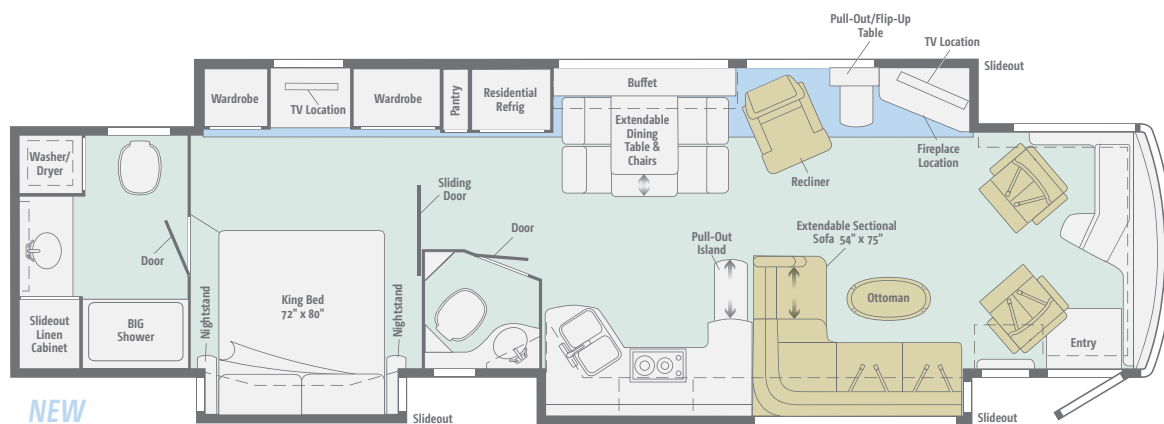 Pull-Out/Flip-Up
Table
TV Location
Slideout
Wardrobe
TV Location
Wardrobe
Pantry
Residential
Refrig
Buffet
Extendable
Dining
Table &
Chairs
Recliner
Fireplace
Location
Washer/
Dryer
Sliding
Door
Door
Door
Pull-Out
Island
Extendable Sectional
Sofa 54" x 75"
Ottoman
King Bed
72" x 80"
Nightstand
Nightstand
Slideout
Linen
Cabinet
BIG
Shower
Entry
NEW
Slideout
Slideout